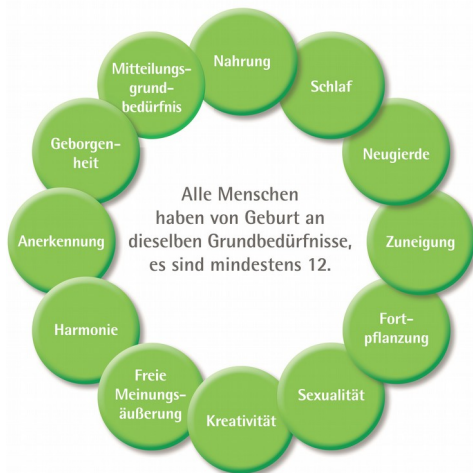 Nahrung
Schlaf
Neugierde
Zuneigung
Fort-
pflanzung
Sexualität
Kreativität
Freie
Meinungs-
äußerung
Harmonie
Anerkennung
Geborgen-
heit
Mitteilungs-
grund-
bedürfnis
Alle Menschen
haben von Geburt an
dieselben Grundbedürfnisse,
es sind mindestens 12.